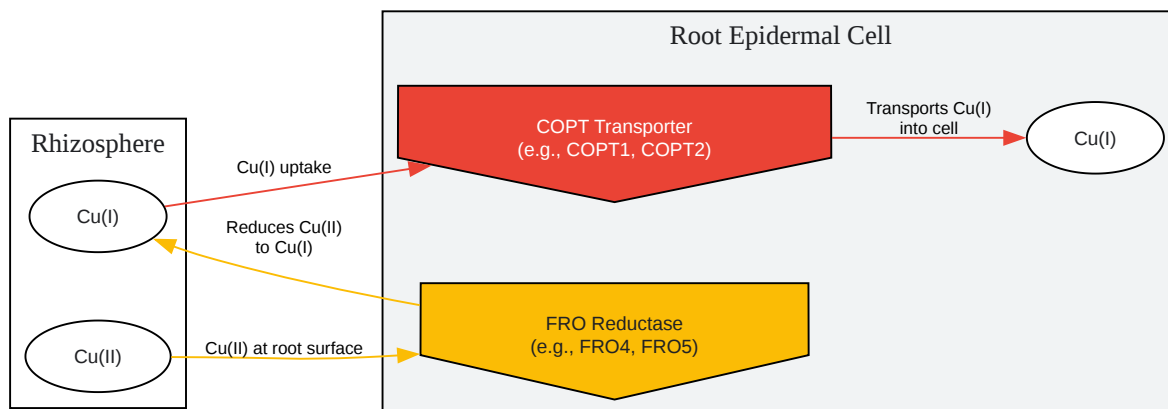 Root Epidermal Cell
Rhizosphere
COPT Transporter
(e.g., COPT1, COPT2)
Transports Cu(I)
into cell
Cu(I)
Cu(I) uptake
Cu(I)
Reduces Cu(II)
to Cu(I)
FRO Reductase
(e.g., FRO4, FRO5)
Cu(II) at root surface
Cu(II)